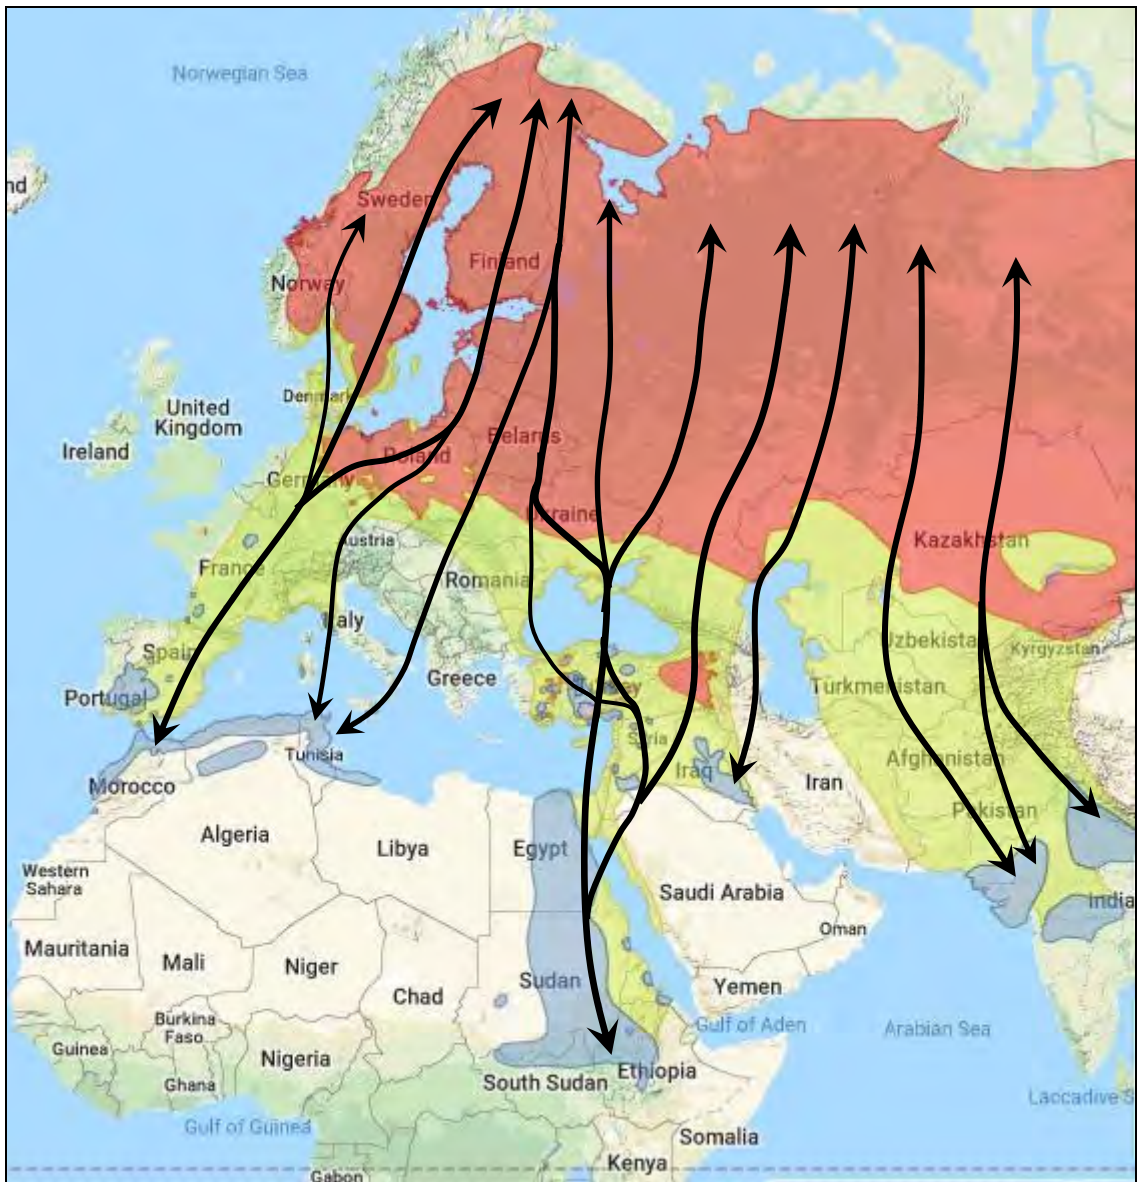 Norwegian Sea
nd
Sweden
Finland
Norway
Denmark
United
Kingdom
Ireland
Belarus
Poland
Germany
Ukraine
Austria
Kazakhstan
France
Romania
Italy
Uzbekistan
Kyrgyzstan
Spain
Greece
Turkmenistan
Portugal
Syria
Tunisia
Iraq
Afghanistan
Morocco
Iran
Pakistan
Algeria
Libya
Egypt
Western
Sahara
Saudi Arabia
India
Oman
Mauritania
Mali
Niger
Sudan
Yemen
Chad
Burkina
Faso
Gulf of Aden
Arabian Sea
Guinea
Nigeria
Ghana
South Sudan
Ethiopia
Laccadive S
Gulf of Guinea
Somalia
Kenya
Gabon